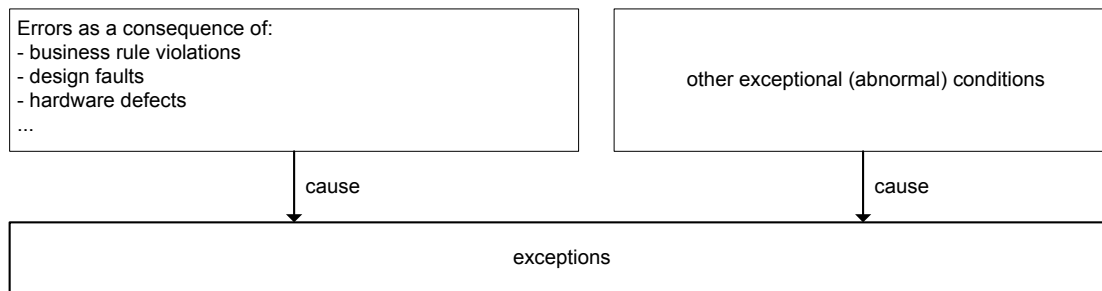 Errors as a consequence of:
- business rule violations
- design faults
- hardware defects
...
other exceptional (abnormal) conditions
cause
cause
exceptions